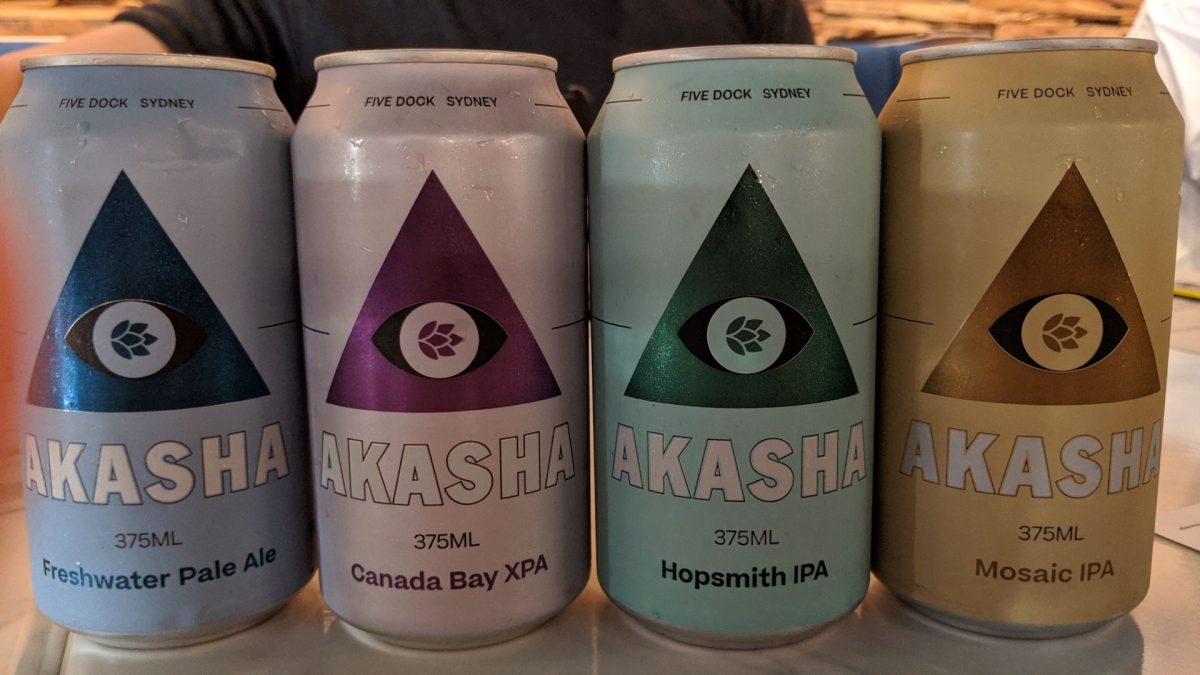 FIVE DOCK SYDNEY
AKASHA
375ML
Freshwater Pale Ale
FIVE DOCK SYDNEY
AKASHA
375ML
Canada Bay XPA
FIVE DOCK SYDNEY
AKASHA
375ML
Hopsmith IPA
FIVE DOCK SYDNEY
AKASHA
375ML
Mosaic IPA